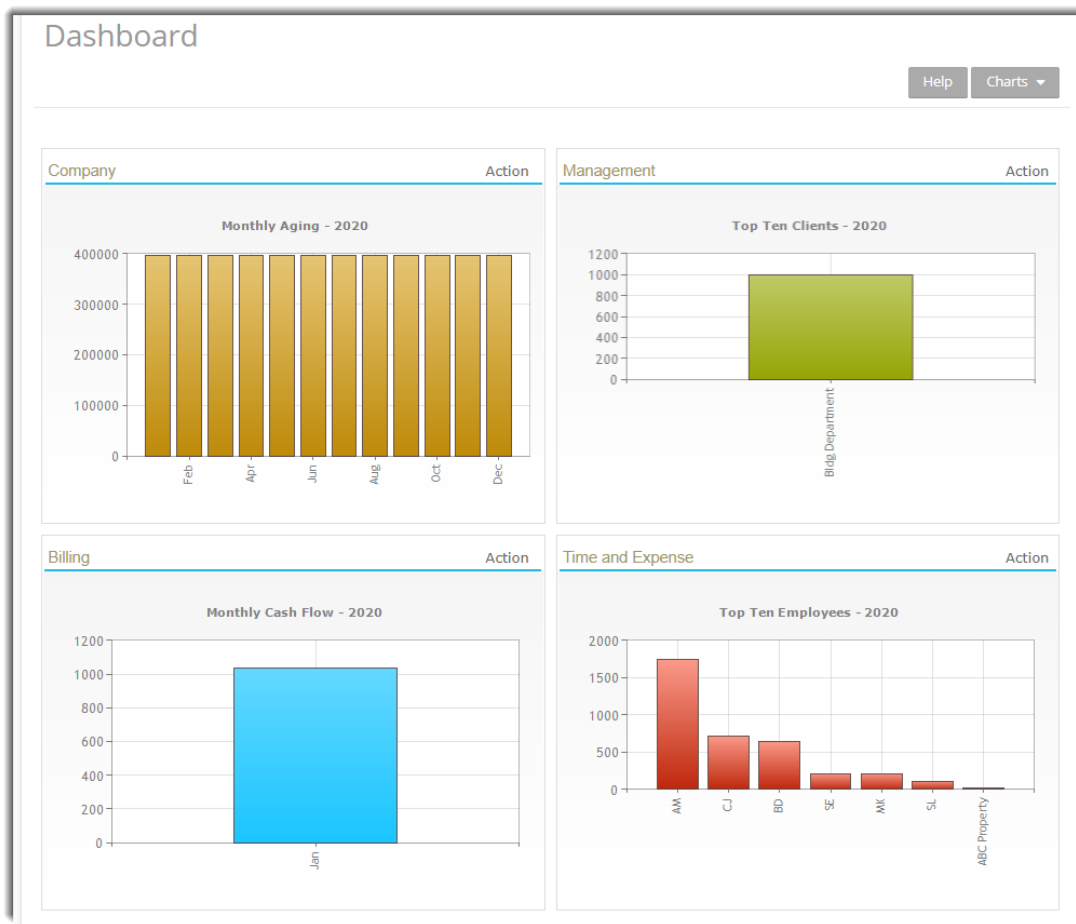 Dashboard
Help
Charts
Company
Action
Monthly Aging - 2020
400000
300000
200000
100000
0
Feb
Apr
Jun
Aug
Oct
Dec
Management
Action
Top Ten Clients - 2020
1200
1000
800
600
400
200
0
Bldg Department
Billing
Action
Monthly Cash Flow - 2020
1200
1000
800
600
400
200
0
Jan
Time and Expense
Action
Top Ten Employees - 2020
2000
1500
1000
500
0
AM
CJ
BD
SE
MK
SL
ABC Property